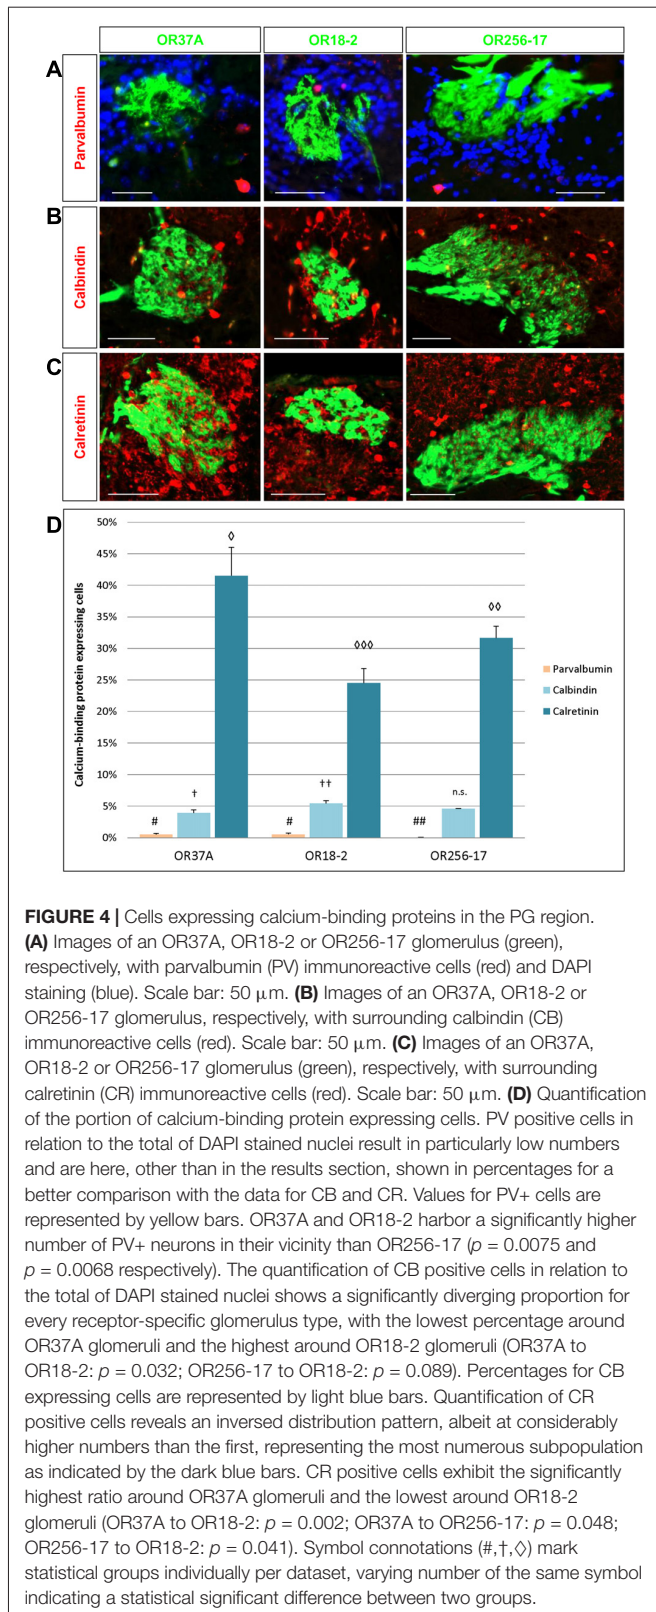 OR37A OR18-2 OR256-17
A
Parvalbumin
B
Calbindin
C
Calretinin
D
Calcium-binding protein expressing cells
50%
45%
40%
35%
30%
25%
20%
15%
10%
5%
0%
# † ◊
# †† ◊◊◊
## n.s. ◊◊
OR37A OR18-2 OR256-17
Parvalbumin
Calbindin
Calretinin
FIGURE 4 | Cells expressing calcium-binding proteins in the PG region.
(A) Images of an OR37A, OR18-2 or OR256-17 glomerulus (green),
respectively, with parvalbumin (PV) immunoreactive cells (red) and DAPI
staining (blue). Scale bar: 50 μm. (B) Images of an OR37A, OR18-2 or
OR256-17 glomerulus, respectively, with surrounding calbindin (CB)
immunoreactive cells (red). Scale bar: 50 μm. (C) Images of an OR37A,
OR18-2 or OR256-17 glomerulus (green), respectively, with surrounding
calretinin (CR) immunoreactive cells (red). Scale bar: 50 μm. (D) Quantification
of the portion of calcium-binding protein expressing cells. PV positive cells in
relation to the total of DAPI stained nuclei result in particularly low numbers
and are here, other than in the results section, shown in percentages for a
better comparison with the data for CB and CR. Values for PV+ cells are
represented by yellow bars. OR37A and OR18-2 harbor a significantly higher
number of PV+ neurons in their vicinity than OR256-17 (p = 0.0075 and
p = 0.0068 respectively). The quantification of CB positive cells in relation to
the total of DAPI stained nuclei shows a significantly diverging proportion for
every receptor-specific glomerulus type, with the lowest percentage around
OR37A glomeruli and the highest around OR18-2 glomeruli (OR37A to
OR18-2: p = 0.032; OR256-17 to OR18-2: p = 0.089). Percentages for CB
expressing cells are represented by light blue bars. Quantification of CR
positive cells reveals an inversed distribution pattern, albeit at considerably
higher numbers than the first, representing the most numerous subpopulation
as indicated by the dark blue bars. CR positive cells exhibit the significantly
highest ratio around OR37A glomeruli and the lowest around OR18-2
glomeruli (OR37A to OR18-2: p = 0.002; OR37A to OR256-17: p = 0.048;
OR256-17 to OR18-2: p = 0.041). Symbol connotations (#,†,◊) mark
statistical groups individually per dataset, varying number of the same symbol
indicating a statistical significant difference between two groups.